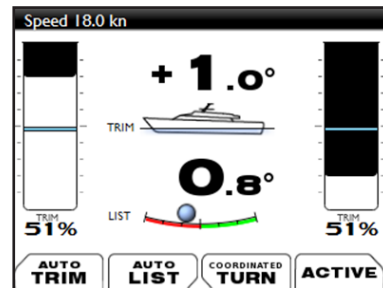 Speed 18.0 kn
+1.0°
TRIM
0.8°
LIST
TRIM
51%
TRIM
51%
AUTO
TRIM
AUTO
LIST
COORDINATED
TURN
ACTIVE